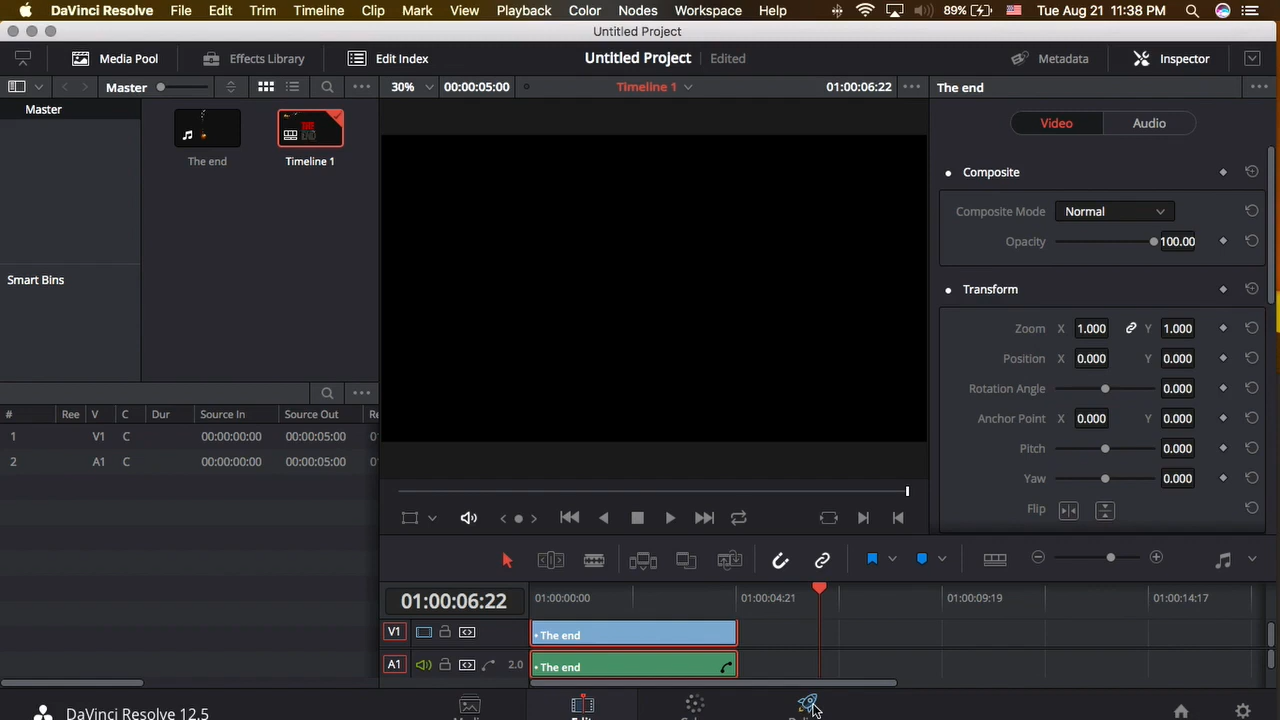 DaVinci Resolve File Edit Trim Timeline Clip Mark View Playback Color Nodes Workspace Help 89% Tue Aug 21 11:38 PM
Untitled Project
Media Pool Effects Library Edit Index Untitled Project Edited Metadata Inspector
Master 30% 00:00:05:00 Timeline 1 01:00:06:22 The end
Master
The end
Timeline 1
Smart Bins
Video Audio
Composite
Composite Mode Normal
Opacity 100.00
Transform
Zoom X 1.000 Y 1.000
Position X 0.000 Y 0.000
Rotation Angle 0.000
Anchor Point X 0.000 Y 0.000
Pitch 0.000
Yaw 0.000
Flip
# Ree V C Dur Source In Source Out
1 V1 C 00:00:00:00 00:00:05:00
2 A1 C 00:00:00:00 00:00:05:00
01:00:06:22 01:00:00:00 01:00:04:21 01:00:09:19 01:00:14:17
V1 The end
A1 2.0 The end
DaVinci Resolve 12.5